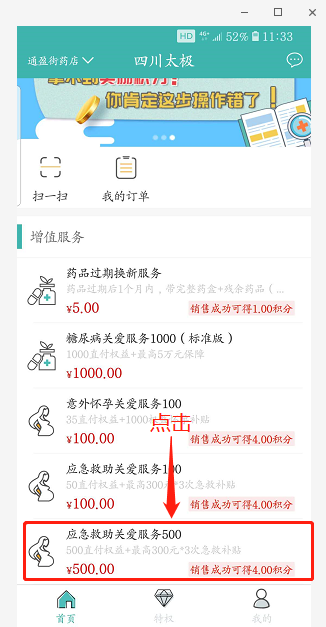 HD 4G+ 52% 11:33
通盈街药店 四川太极
你肯定这步操作错了!
扫一扫 我的订单
增值服务
药品过期换新服务
药品过期后1个月内，带完整药盒+残余药品（...
¥5.00 销售成功可得1.00积分
糖尿病关爱服务1000（标准版）
1000直付权益+最高5万元保障
¥1000.00
意外怀孕关爱服务100
35直付权益+1000 补贴
点击
¥100.00 销售成功可得4.00积分
应急救助关爱服务100
50直付权益+最高300元*3次急救补贴
¥100.00 销售成功可得4.00积分
应急救助关爱服务500
500直付权益+最高300元*3次急救补贴
¥500.00 销售成功可得4.00积分
首页 特权 我的